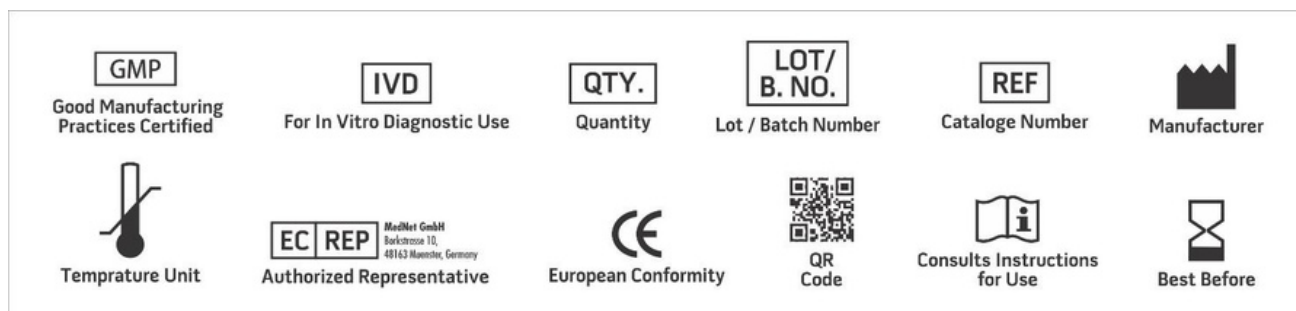 GMP
Good Manufacturing
Practices Certified
IVD
For In Vitro Diagnostic Use
QTY.
Quantity
LOT/
B. NO.
Lot / Batch Number
REF
Cataloge Number
Manufacturer
Temprature Unit
EC REP
MedNet GmbH
Borkstrasse 10,
48163 Muenster, Germany
Authorized Representative
CE
European Conformity
QR
Code
i
Consults Instructions
for Use
Best Before